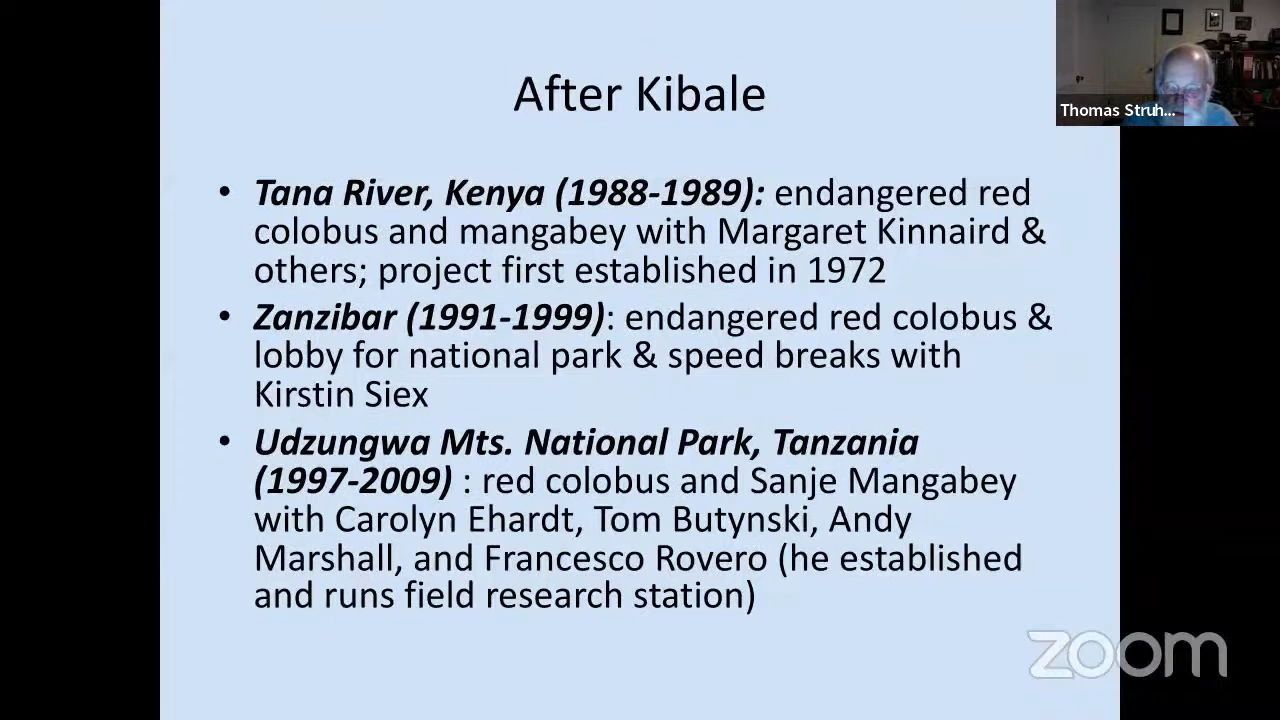 After Kibale
Thomas Struh...
• Tana River, Kenya (1988-1989): endangered red
colobus and mangabey with Margaret Kinnaird &
others; project first established in 1972
• Zanzibar (1991-1999): endangered red colobus &
lobby for national park & speed breaks with
Kirstin Siex
• Udzungwa Mts. National Park, Tanzania
(1997-2009) : red colobus and Sanje Mangabey
with Carolyn Ehardt, Tom Butynski, Andy
Marshall, and Francesco Rovero (he established
and runs field research station)
zoom